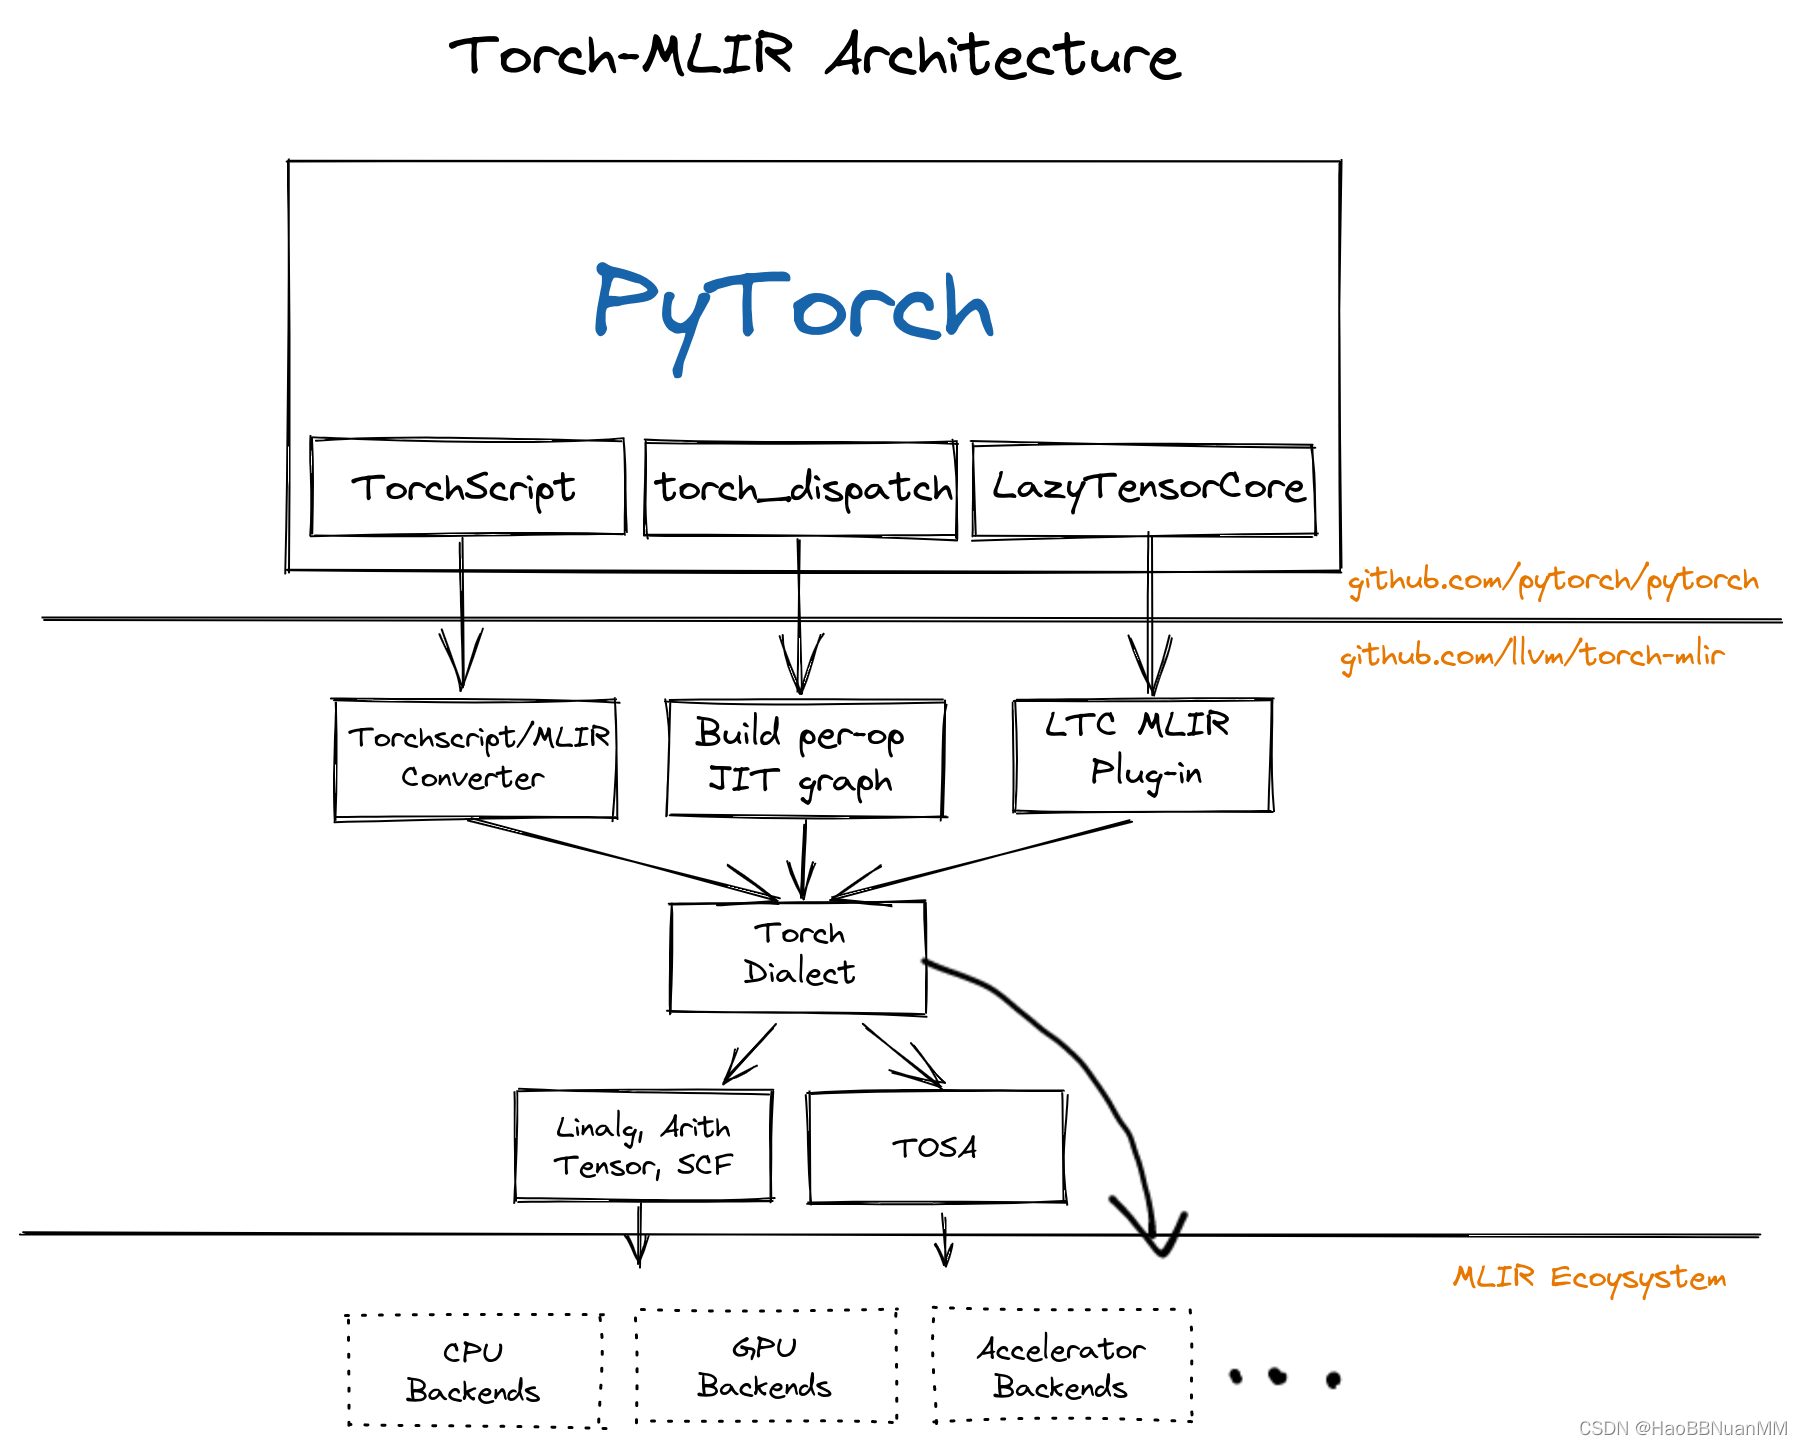 Torch-MLIR Architecture
PyTorch
TorchScript
torch_dispatch
LazyTensorCore
github.com/pytorch/pytorch
github.com/llvm/torch-mlir
Torchscript/MLIR
Converter
Build per-op
JIT graph
LTC MLIR
Plug-in
Torch
Dialect
Linalg, Arith
Tensor, SCF
TOSA
MLIR Ecoysystem
CPU
Backends
GPU
Backends
Accelerator
Backends
CSDN @HaoBBNuanMM